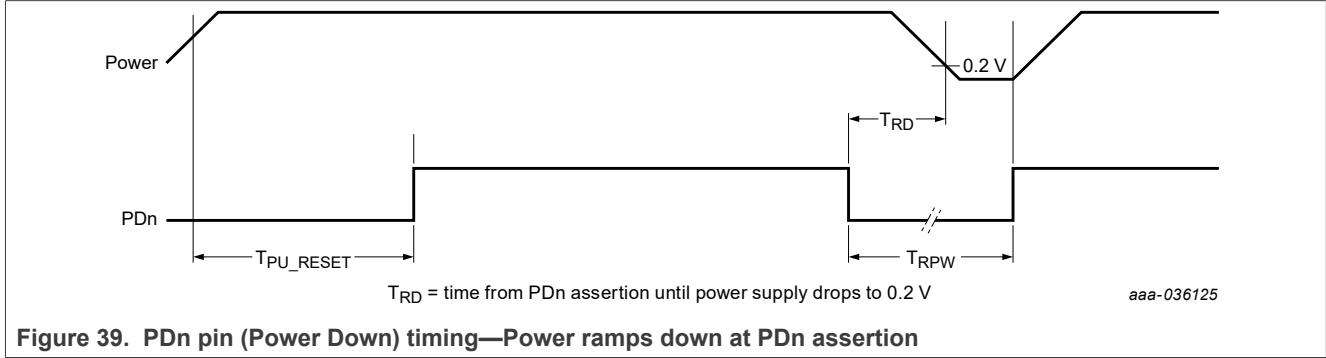 Power
0.2 V
TRD
PDn
TPU_RESET
TRPW
TRD = time from PDn assertion until power supply drops to 0.2 V
aaa-036125
Figure 39. PDn pin (Power Down) timing—Power ramps down at PDn assertion